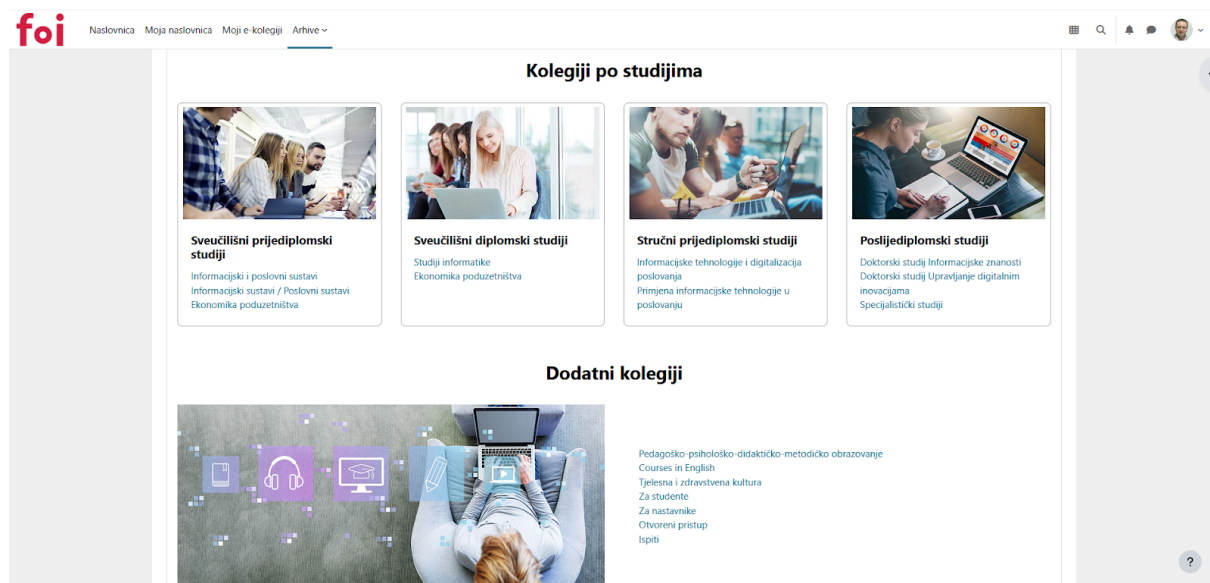 foi
Naslovnica Moja naslovnica Moji e-kolegiji Arhive
Kolegiji po studijima
Sveučilišni prijediplomski
studiji
Informacijski i poslovni sustavi
Informacijski sustavi / Poslovni sustavi
Ekonomika poduzetništva
Sveučilišni diplomski studiji
Studiji informatike
Ekonomika poduzetništva
Stručni prijediplomski studiji
Informacijske tehnologije i digitalizacija
poslovanja
Primjena informacijske tehnologije u
poslovanju
Poslijediplomski studiji
Doktorski studij Informacijske znanosti
Doktorski studij Upravljanje digitalnim
inovacijama
Specijalistički studiji
Dodatni kolegiji
Pedagoško-psihološko-didaktičko-metodičko obrazovanje
Courses in English
Tjelesna i zdravstvena kultura
Za studente
Za nastavnike
Otvoreni pristup
Ispiti
?